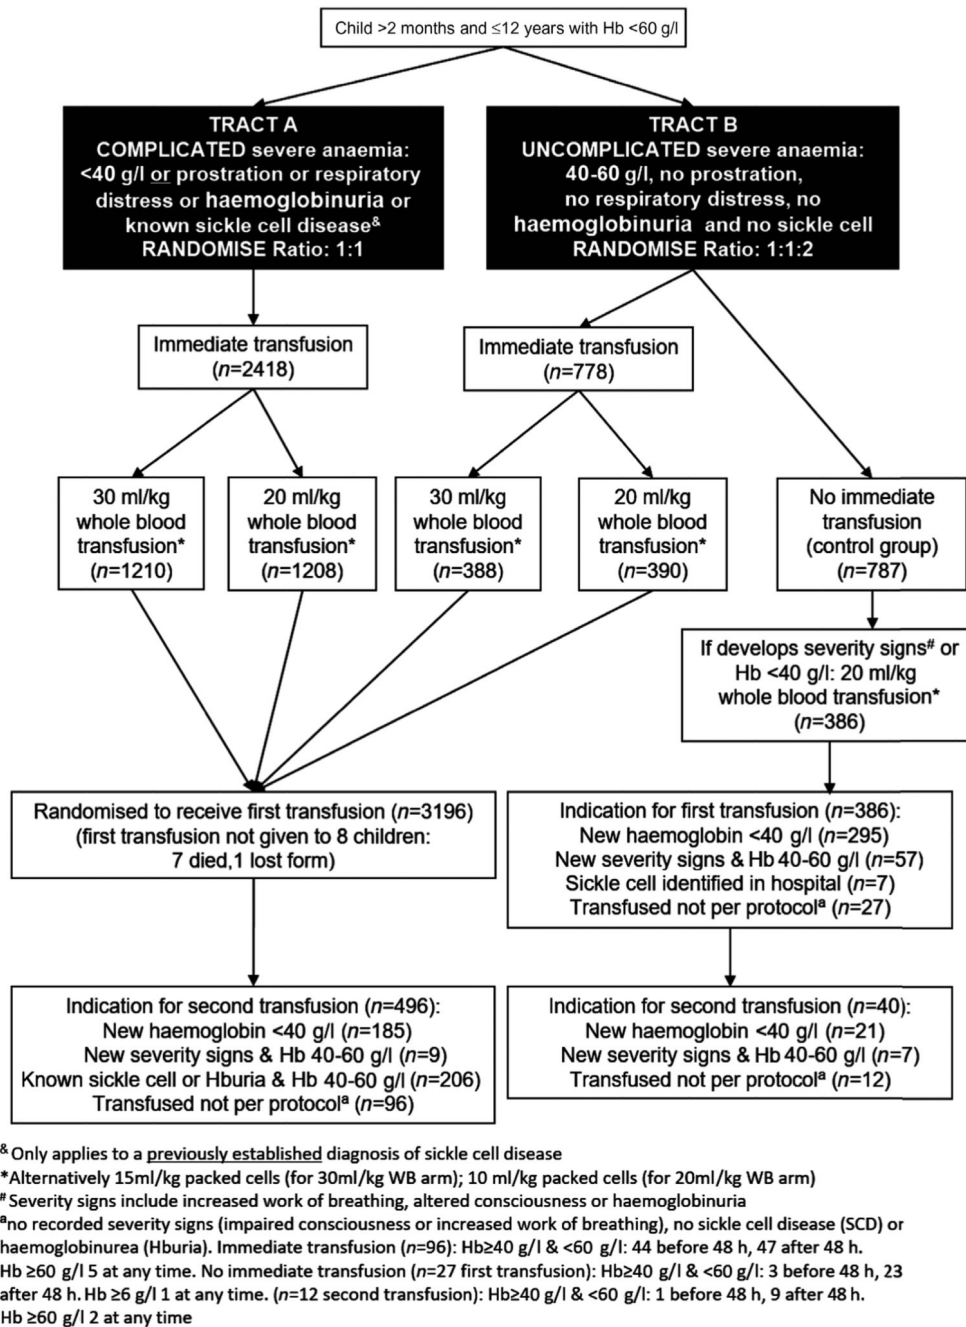 Child >2 months and ≤12 years with Hb <60 g/l
TRACT A
COMPLICATED severe anaemia:
<40 g/l or prostration or respiratory
distress or haemoglobinuria or
known sickle cell disease&
RANDOMISE Ratio: 1:1
TRACT B
UNCOMPLICATED severe anaemia:
40-60 g/l, no prostration,
no respiratory distress, no
haemoglobinuria and no sickle cell
RANDOMISE Ratio: 1:1:2
Immediate transfusion
(n=2418)
Immediate transfusion
(n=778)
30 ml/kg
whole blood
transfusion*
(n=1210)
20 ml/kg
whole blood
transfusion*
(n=1208)
30 ml/kg
whole blood
transfusion*
(n=388)
20 ml/kg
whole blood
transfusion*
(n=390)
No immediate
transfusion
(control group)
(n=787)
If develops severity signs# or
Hb <40 g/l: 20 ml/kg
whole blood transfusion*
(n=386)
Randomised to receive first transfusion (n=3196)
(first transfusion not given to 8 children:
7 died,1 lost form)
Indication for first transfusion (n=386):
New haemoglobin <40 g/l (n=295)
New severity signs & Hb 40-60 g/l (n=57)
Sickle cell identified in hospital (n=7)
Transfused not per protocolª (n=27)
Indication for second transfusion (n=496):
New haemoglobin <40 g/l (n=185)
New severity signs & Hb 40-60 g/l (n=9)
Known sickle cell or Hburia & Hb 40-60 g/l (n=206)
Transfused not per protocolª (n=96)
Indication for second transfusion (n=40):
New haemoglobin <40 g/l (n=21)
New severity signs & Hb 40-60 g/l (n=7)
Transfused not per protocolª (n=12)
& Only applies to a previously established diagnosis of sickle cell disease
*Alternatively 15ml/kg packed cells (for 30ml/kg WB arm); 10 ml/kg packed cells (for 20ml/kg WB arm)
# Severity signs include increased work of breathing, altered consciousness or haemoglobinuria
ªno recorded severity signs (impaired consciousness or increased work of breathing), no sickle cell disease (SCD) or
haemoglobinurea (Hburia). Immediate transfusion (n=96): Hb≥40 g/l & <60 g/l: 44 before 48 h, 47 after 48 h.
Hb ≥60 g/l 5 at any time. No immediate transfusion (n=27 first transfusion): Hb≥40 g/l & <60 g/l: 3 before 48 h, 23
after 48 h. Hb ≥6 g/l 1 at any time. (n=12 second transfusion): Hb≥40 g/l & <60 g/l: 1 before 48 h, 9 after 48 h.
Hb ≥60 g/l 2 at any time